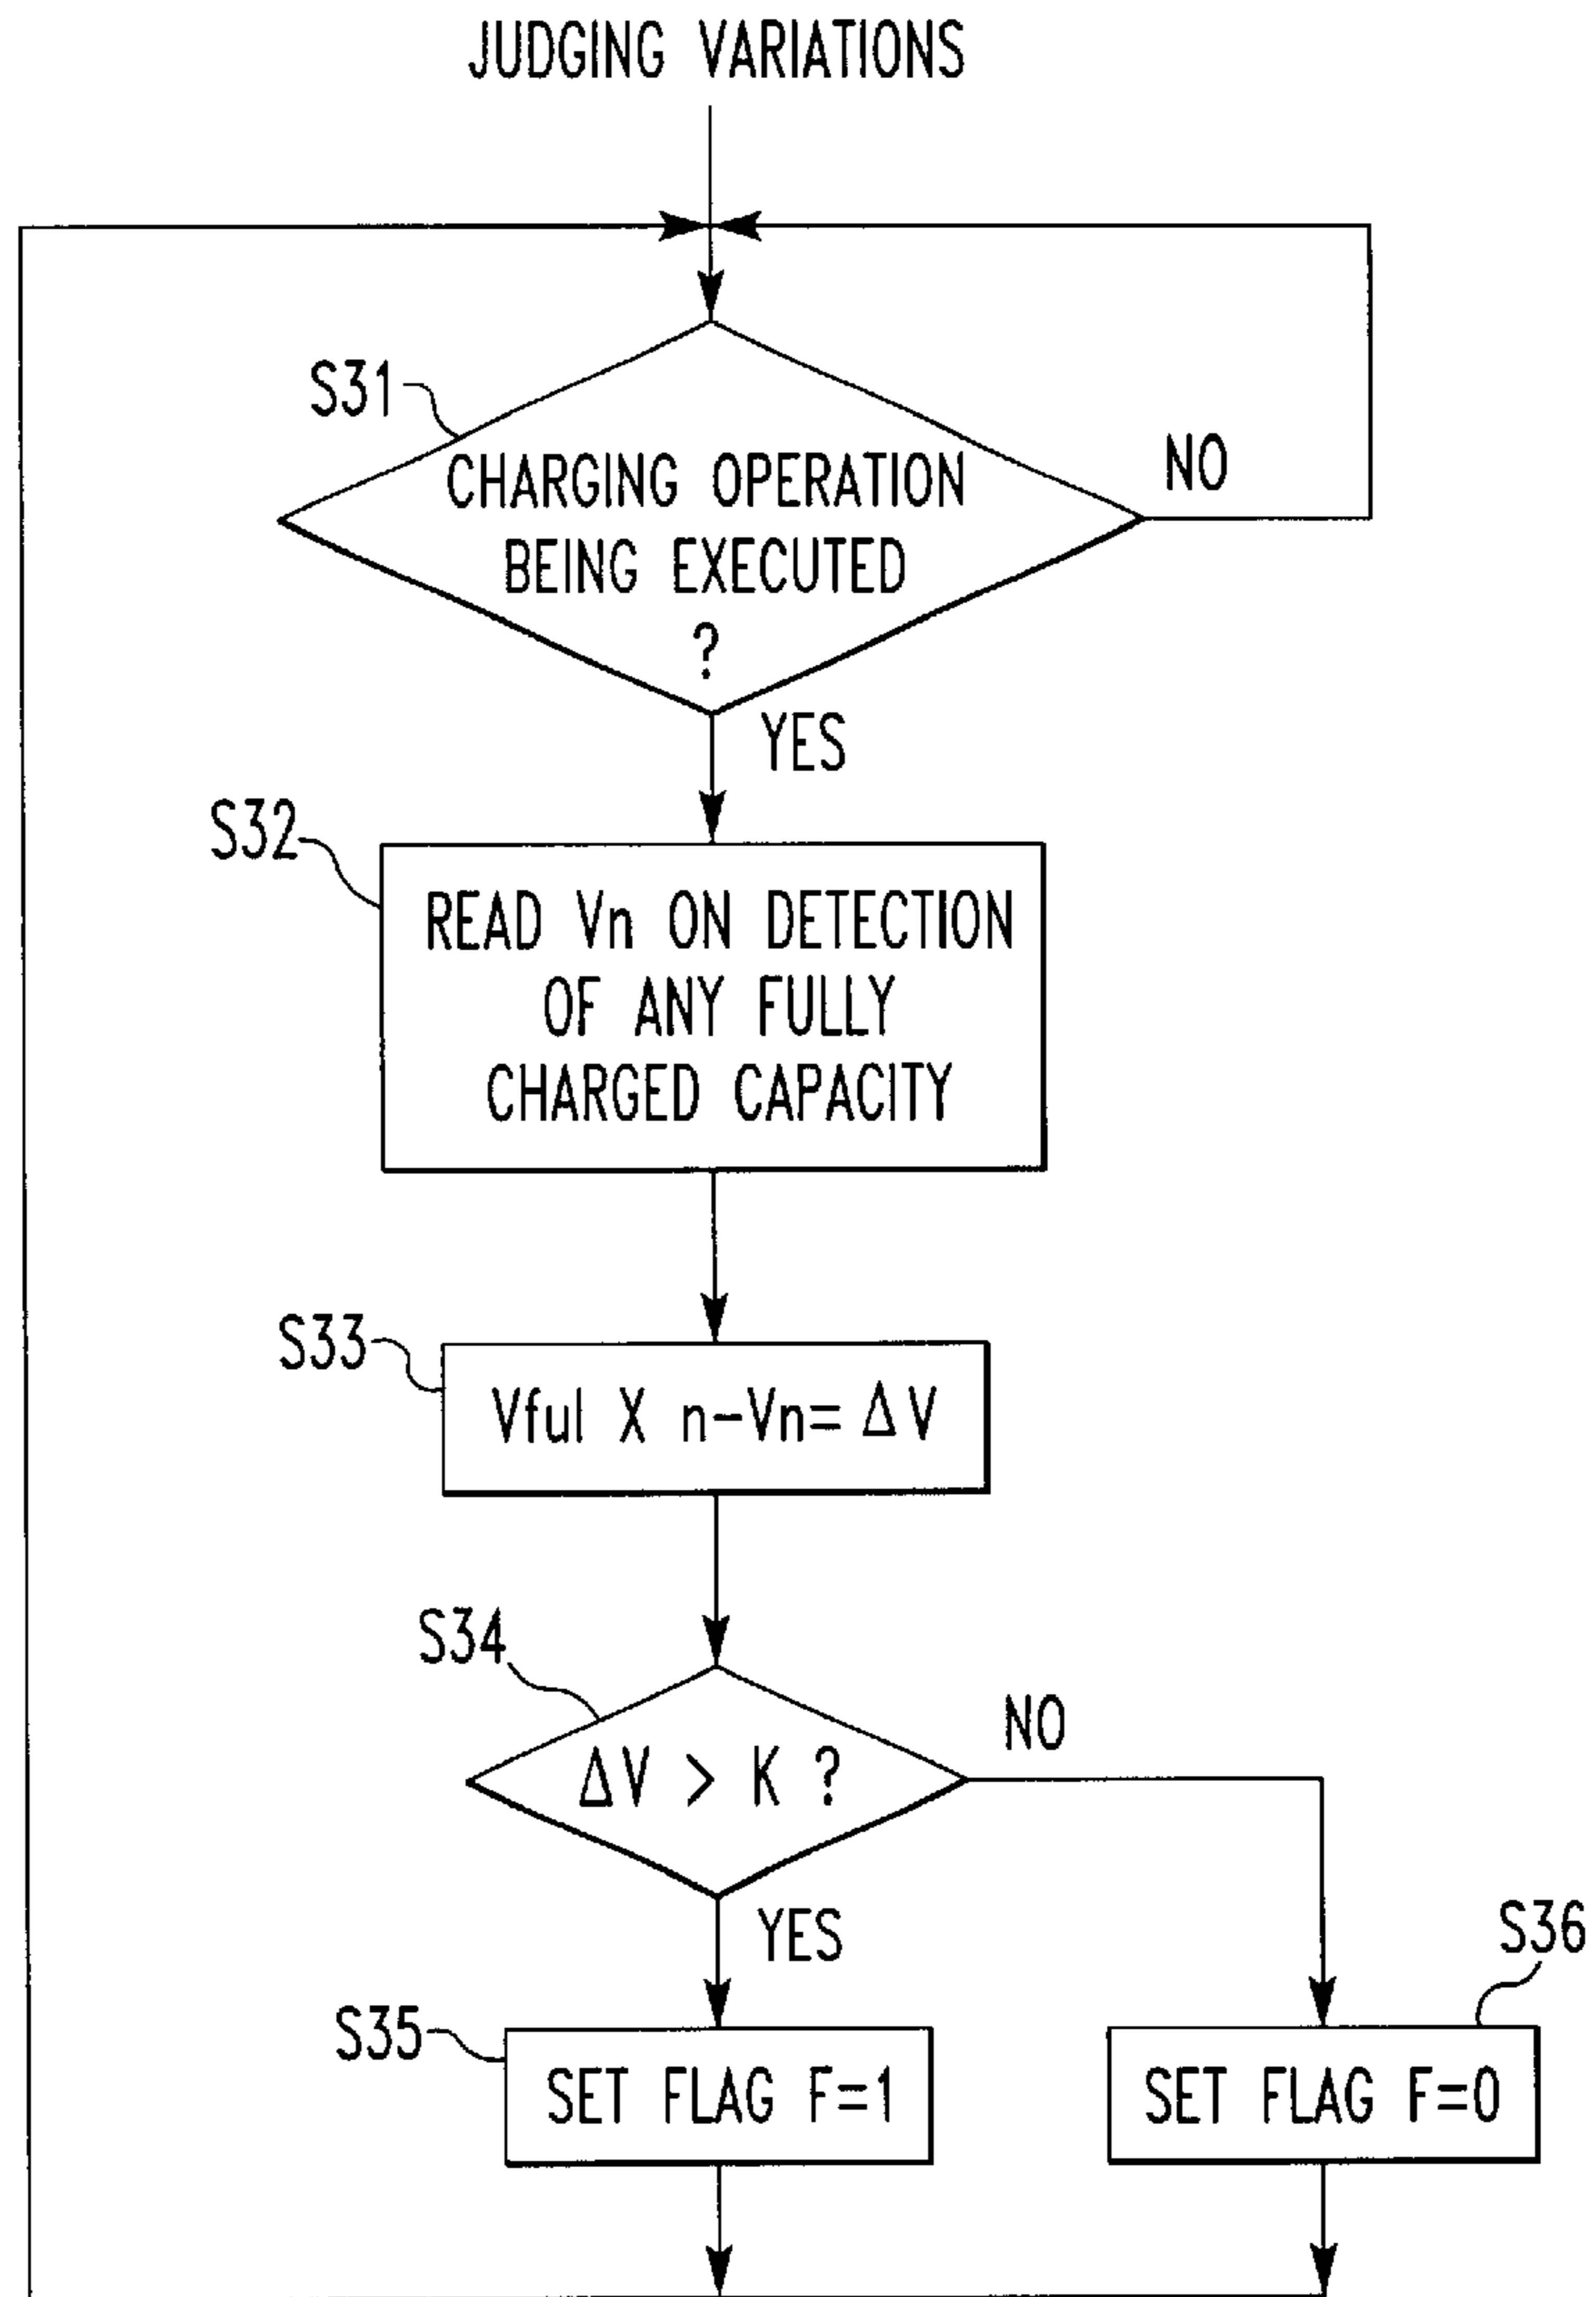 JUDGING VARIATIONS
S31
CHARGING OPERATION
BEING EXECUTED
?
NO
YES
S32
READ Vn ON DETECTION
OF ANY FULLY
CHARGED CAPACITY
S33
Vful X n-Vn= ΔV
S34
ΔV > K ?
NO
YES
S35
SET FLAG F=1
S36
SET FLAG F=0